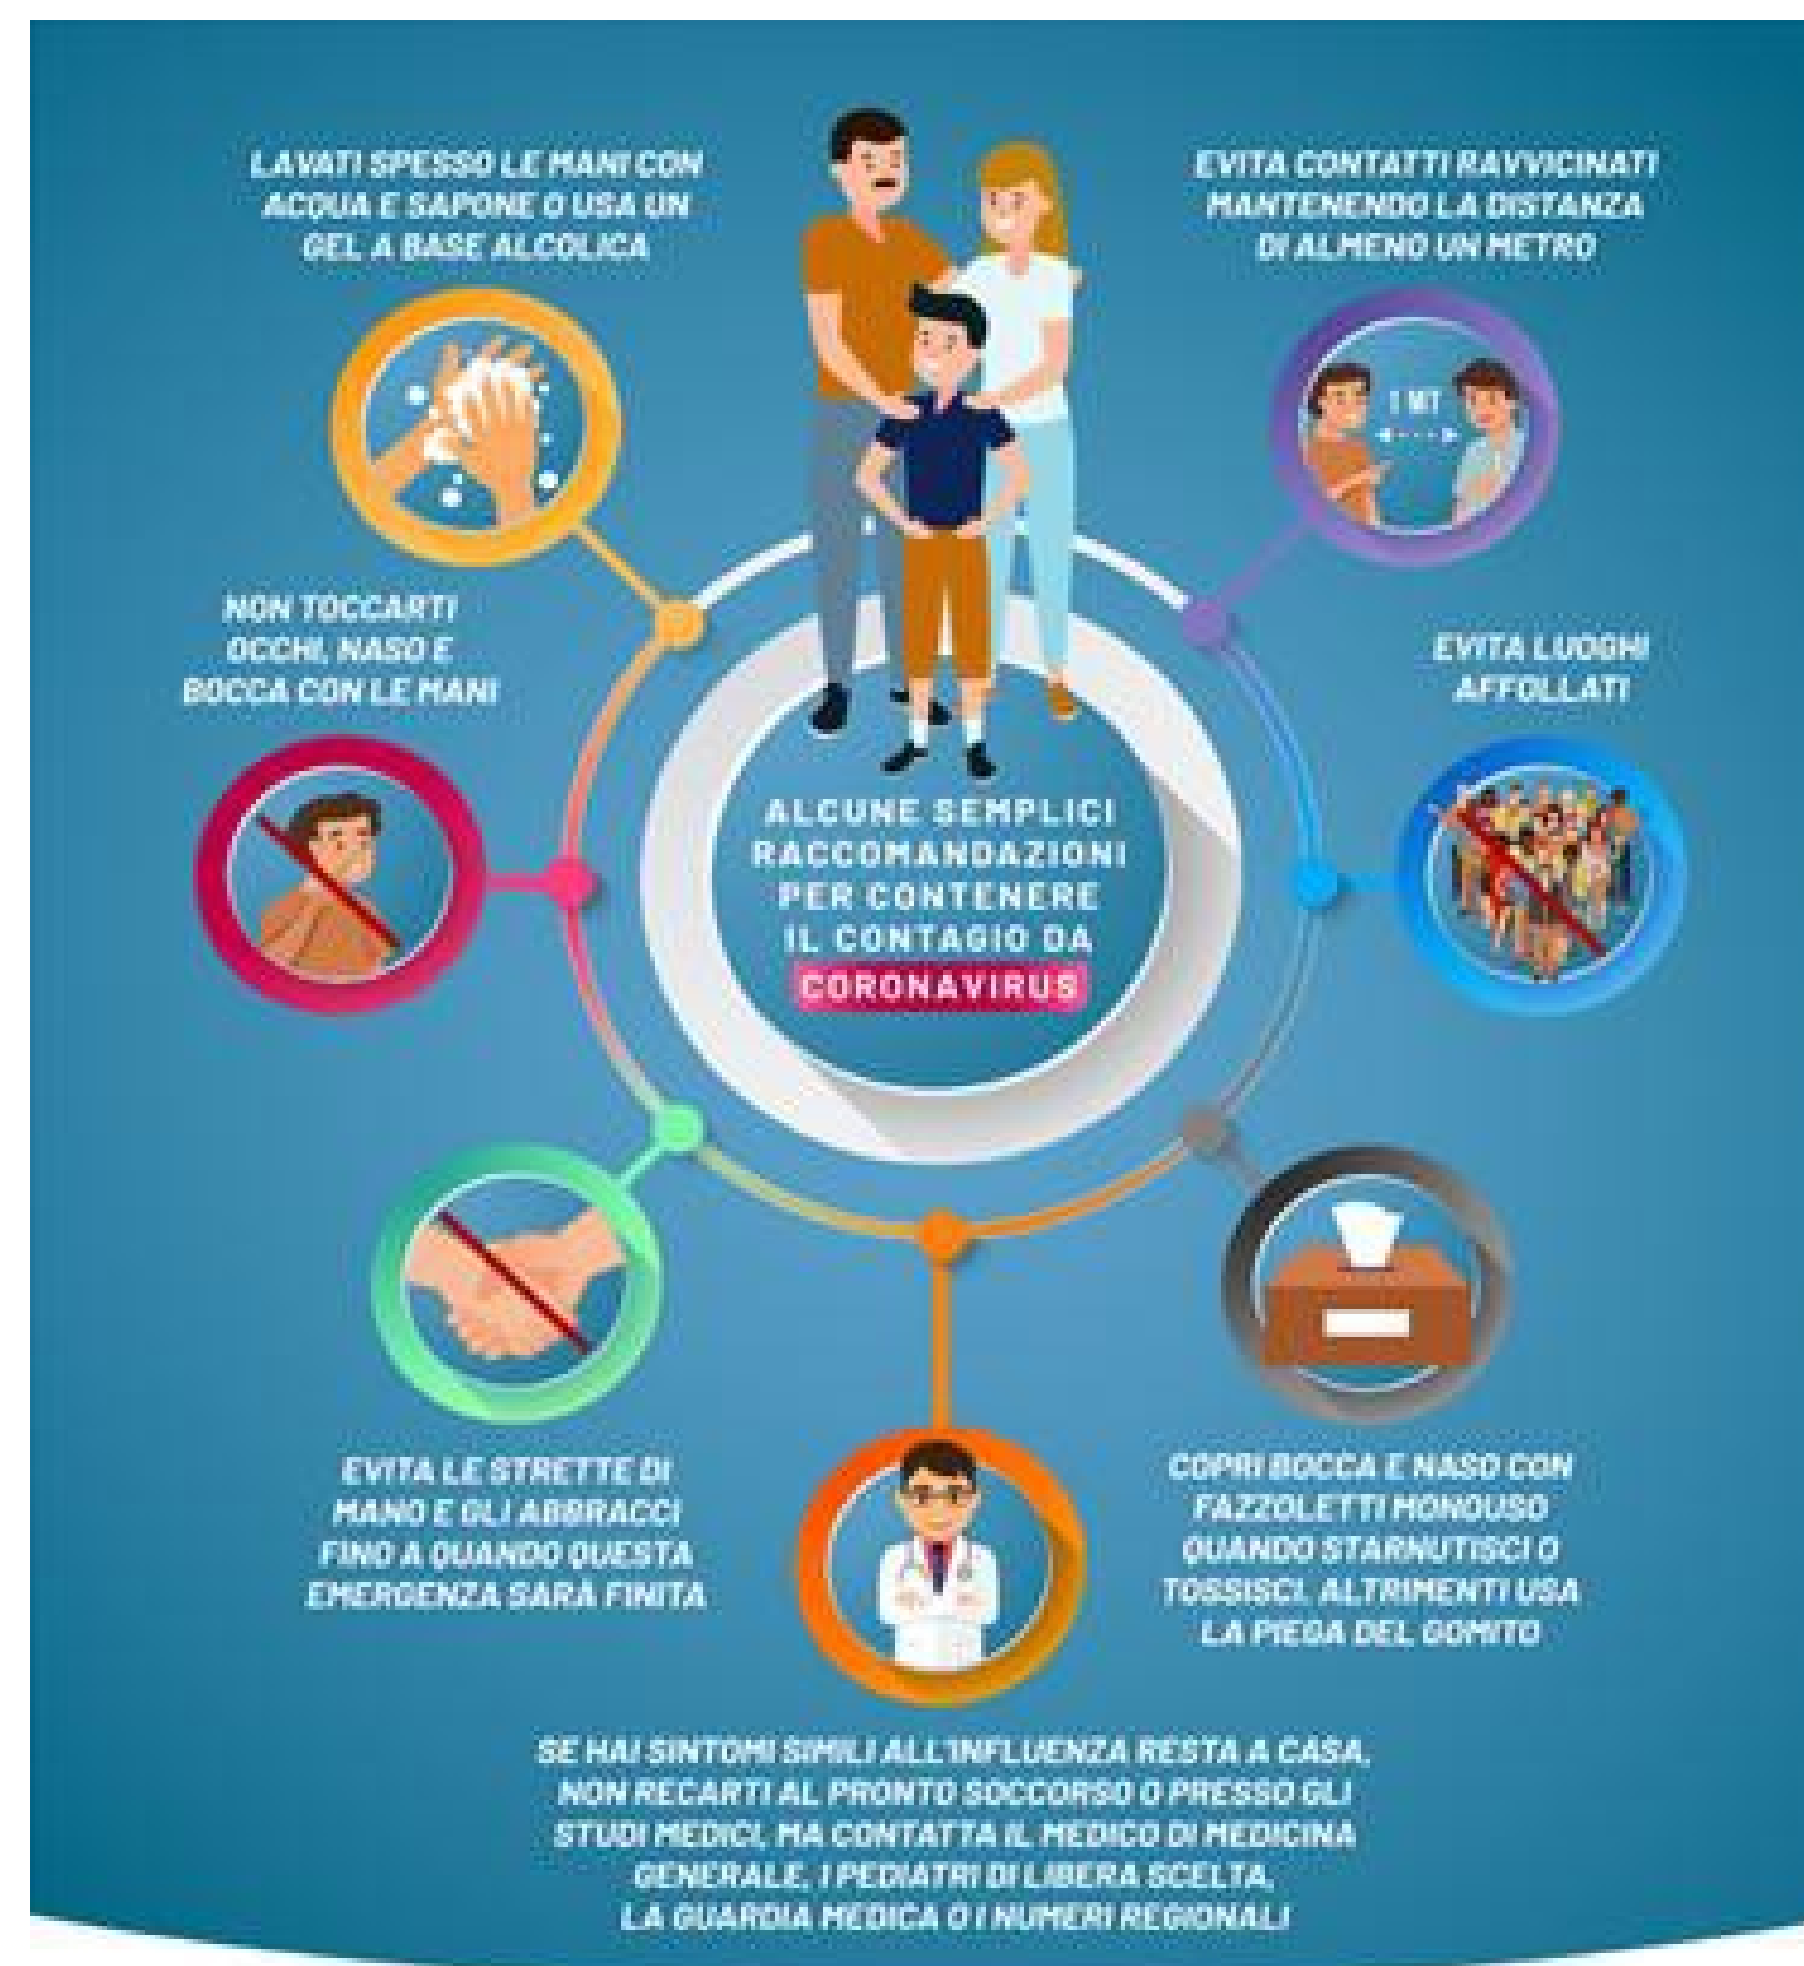 LAVATI SPESSO LE MANI CON
ACQUA E SAPONE O USA UN
GEL A BASE ALCOLICA
EVITA CONTATTI RAVVICINATI
MANTENENDO LA DISTANZA
DI ALMENO UN METRO
1 MT
NON TOCCARTI
OCCHI, NASO E
BOCCA CON LE MANI
EVITA LUOGHI
AFFOLLATI
ALCUNE SEMPLICI
RACCOMANDAZIONI
PER CONTENERE
IL CONTAGIO DA
CORONAVIRUS
EVITA LE STRETTE DI
MANO E GLI ABBRACCI
FINO A QUANDO QUESTA
EMERGENZA SARÀ FINITA
COPRI BOCCA E NASO CON
FAZZOLETTI MONOUSO
QUANDO STARNUTISCI O
TOSSISCI. ALTRIMENTI USA
LA PIEGA DEL GOMITO
SE HAI SINTOMI SIMILI ALL'INFLUENZA RESTA A CASA,
NON RECARTI AL PRONTO SOCCORSO O PRESSO GLI
STUDI MEDICI, MA CONTATTA IL MEDICO DI MEDICINA
GENERALE, I PEDIATRI DI LIBERA SCELTA,
LA GUARDIA MEDICA O I NUMERI REGIONALI